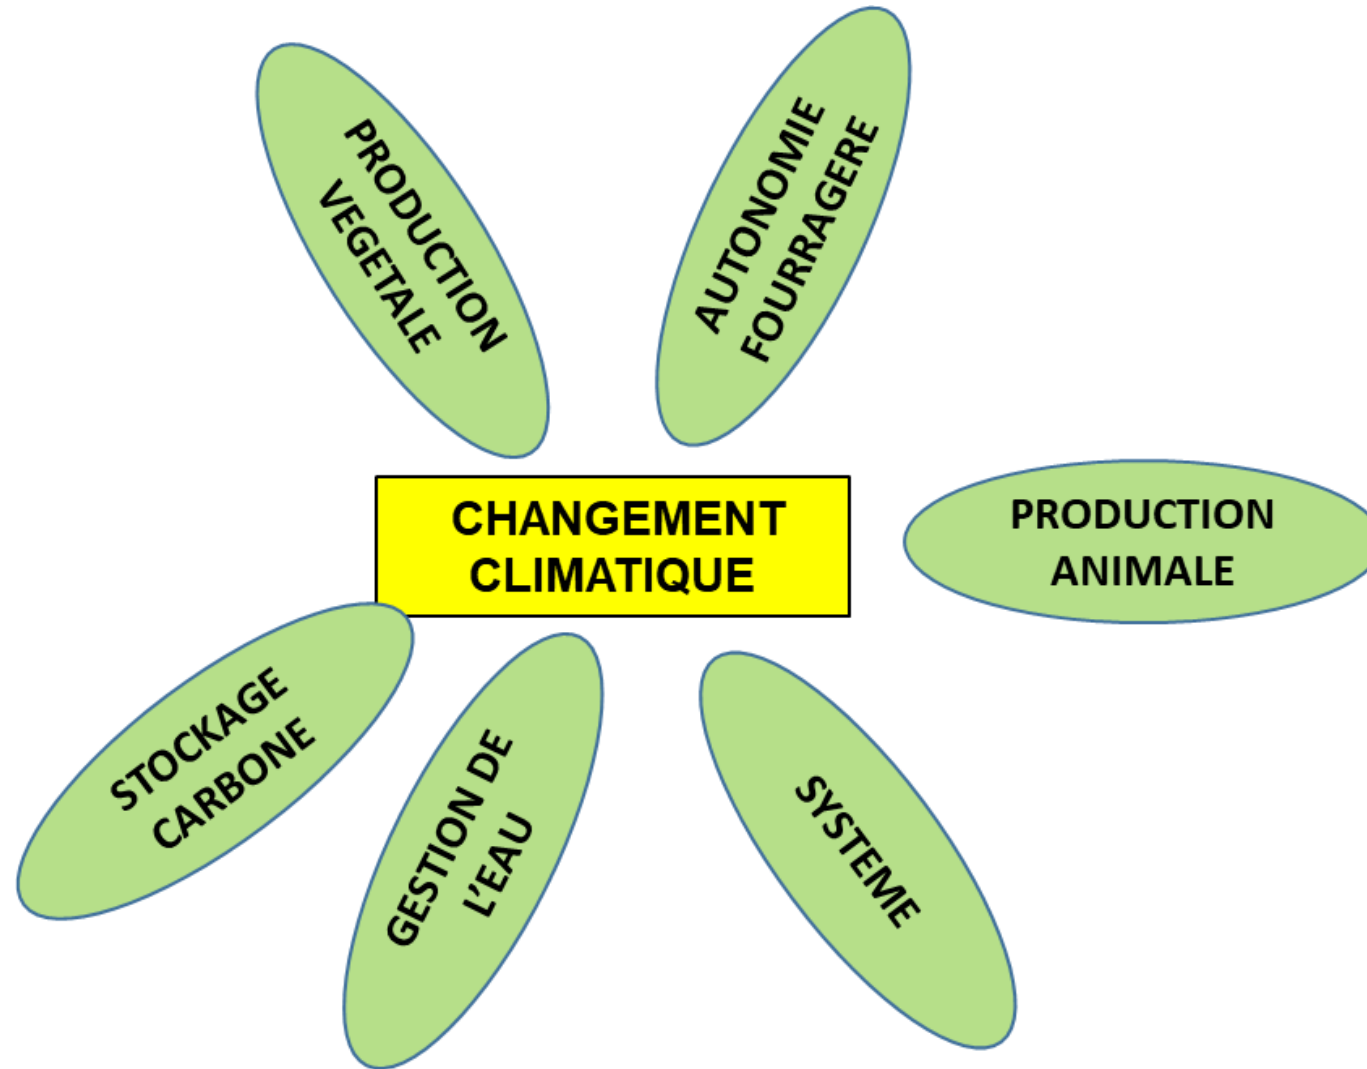 PRODUCTION
VEGETALE
AUTONOMIE
FOURRAGERE
CHANGEMENT
CLIMATIQUE
PRODUCTION
ANIMALE
STOCKAGE
CARBONE
GESTION DE
L'EAU
SYSTEME